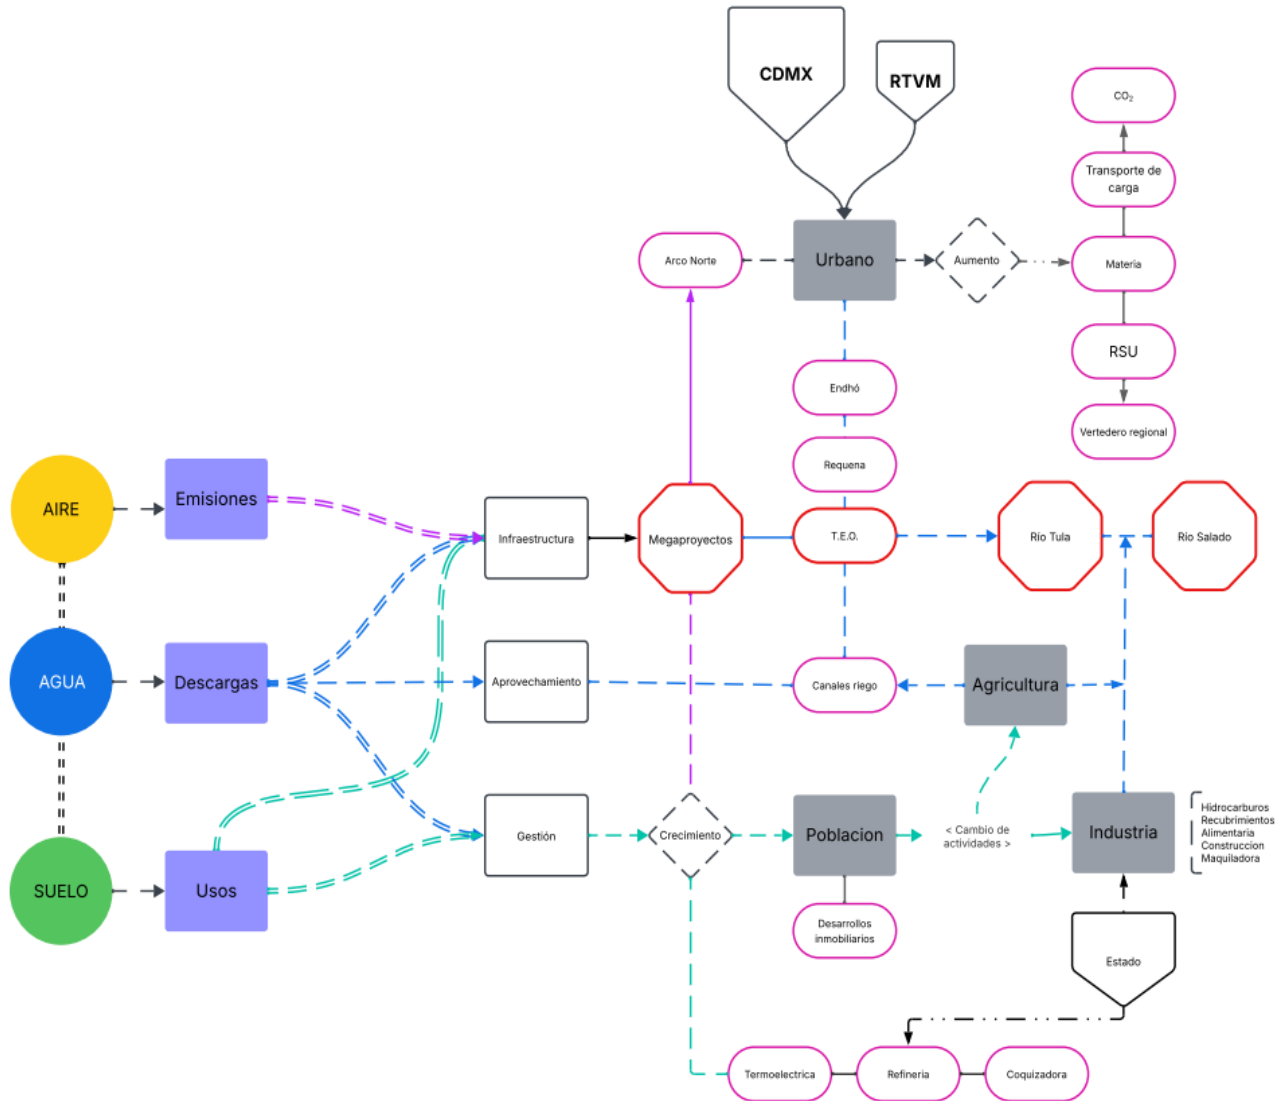 CDMX
RTVM
CO₂
Transporte de
carga
Arco Norte
Urbano
Aumento
Materia
Endhó
RSU
Vertedero regional
Requena
AIRE
Emisiones
Infraestructura
Megaproyectos
T.E.O.
Río Tula
Río Salado
AGUA
Descargas
Aprovechamiento
Canales riego
Agricultura
SUELO
Usos
Gestión
Crecimiento
Poblacion
< Cambio de
actividades >
Industria
Hidrocarburos
Recubrimientos
Alimentaria
Construccion
Maquiladora
Desarrollos
inmobiliarios
Estado
Termoelectrica
Refineria
Coquizadora